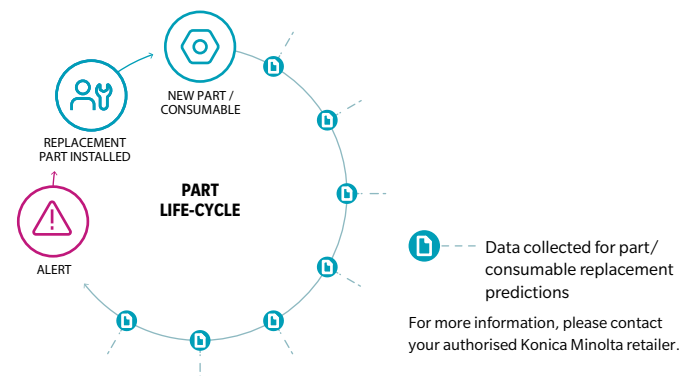 NEW PART /
CONSUMABLE
REPLACEMENT
PART INSTALLED
PART
LIFE-CYCLE
ALERT
Data collected for part/
consumable replacement
predictions
For more information, please contact
your authorised Konica Minolta retailer.